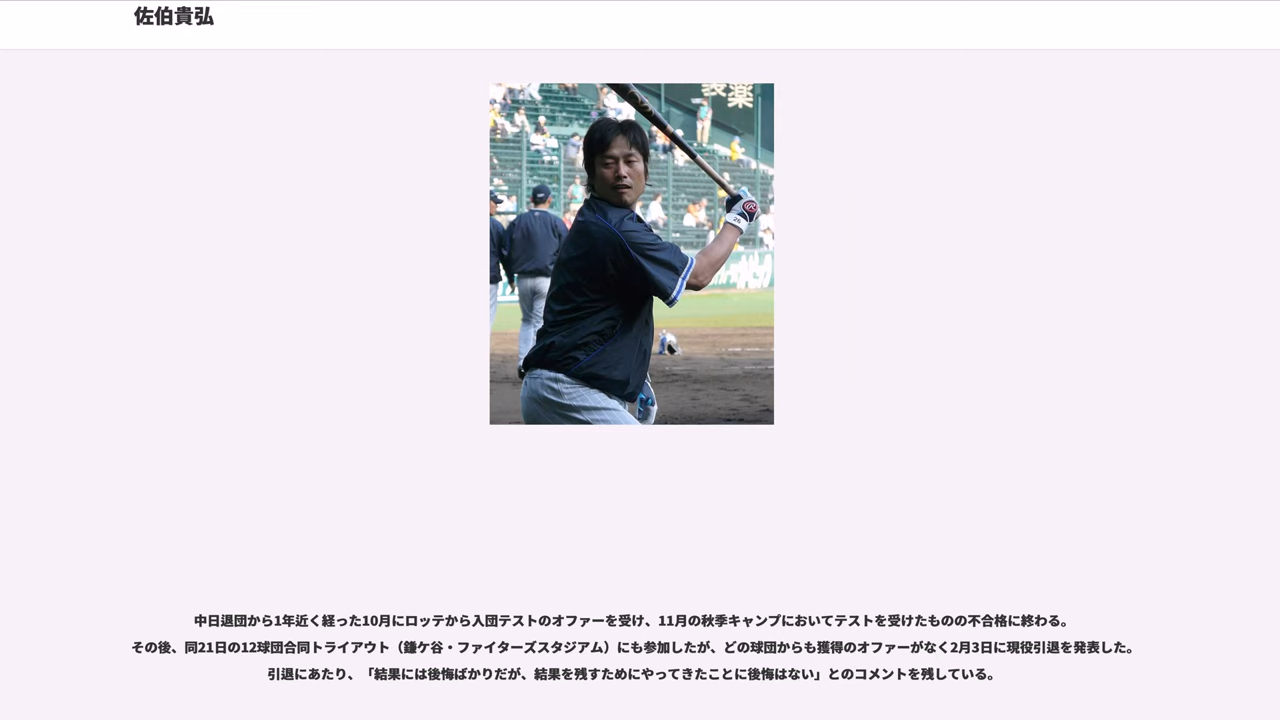 佐伯貴弘
薬
26
中日退団から1年近く経った10月にロッテから入団テストのオファーを受け、11月の秋季キャンプにおいてテストを受けたものの不合格に終わる。
その後、同21日の12球団合同トライアウト（鎌ケ谷・ファイターズスタジアム）にも参加したが、どの球団からも獲得のオファーがなく2月3日に現役引退を発表した。
引退にあたり、「結果には後悔ばかりだが、結果を残すためにやってきたことに後悔はない」とのコメントを残している。